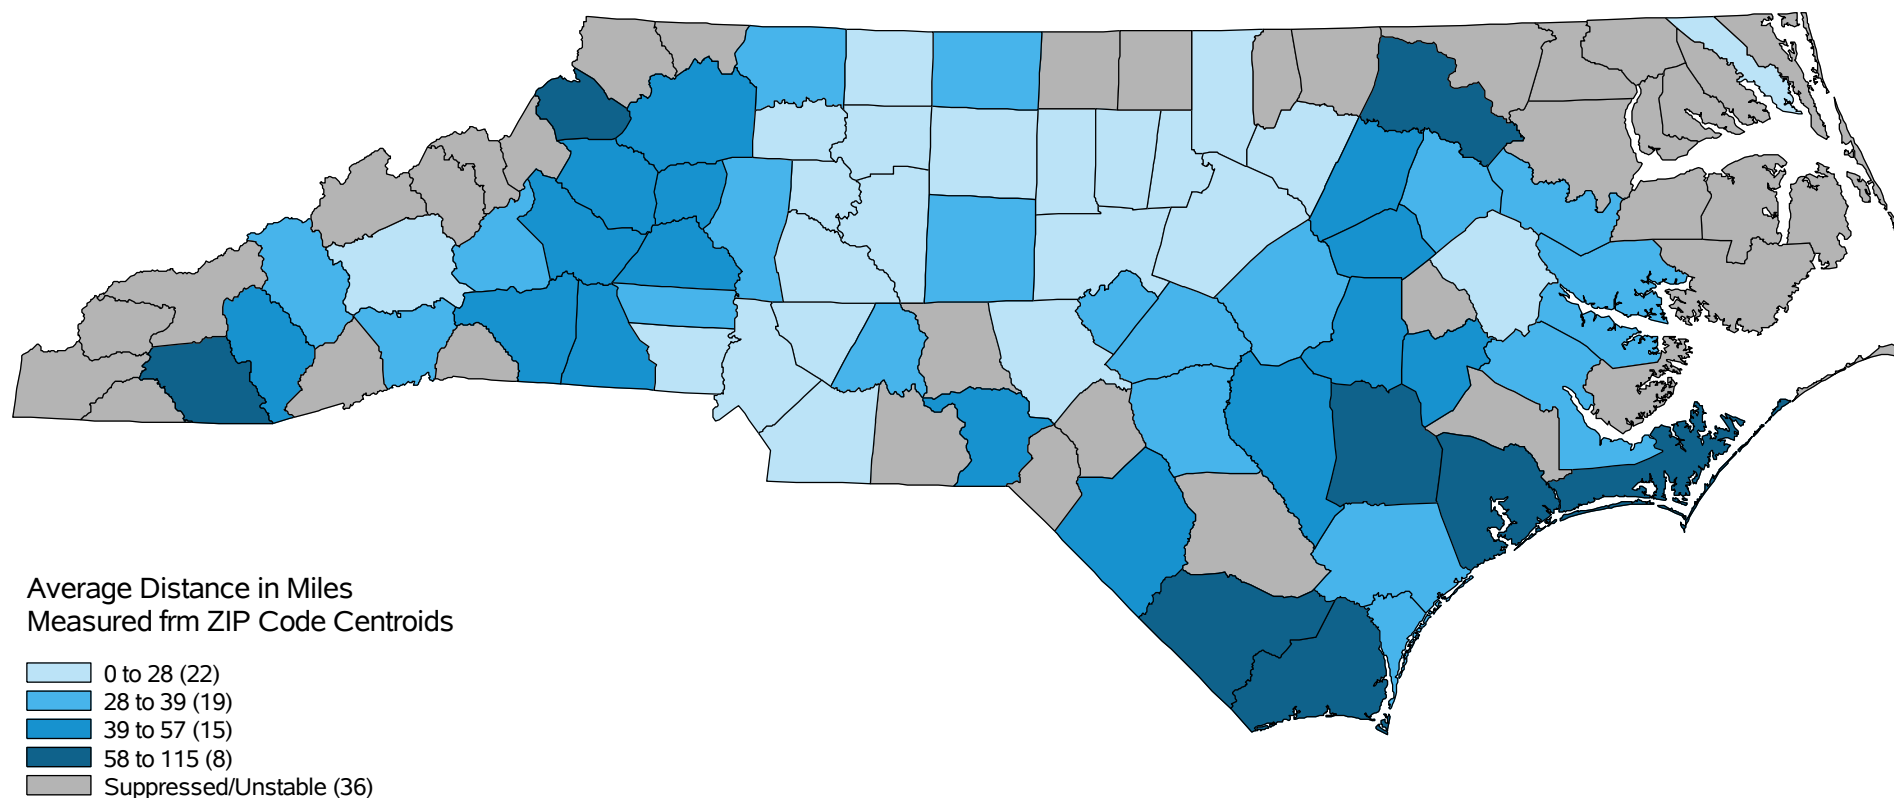 Average Distance in Miles
Measured frm ZIP Code Centroids
0 to 28 (22)
28 to 39 (19)
39 to 57 (15)
58 to 115 (8)
Suppressed/Unstable (36)